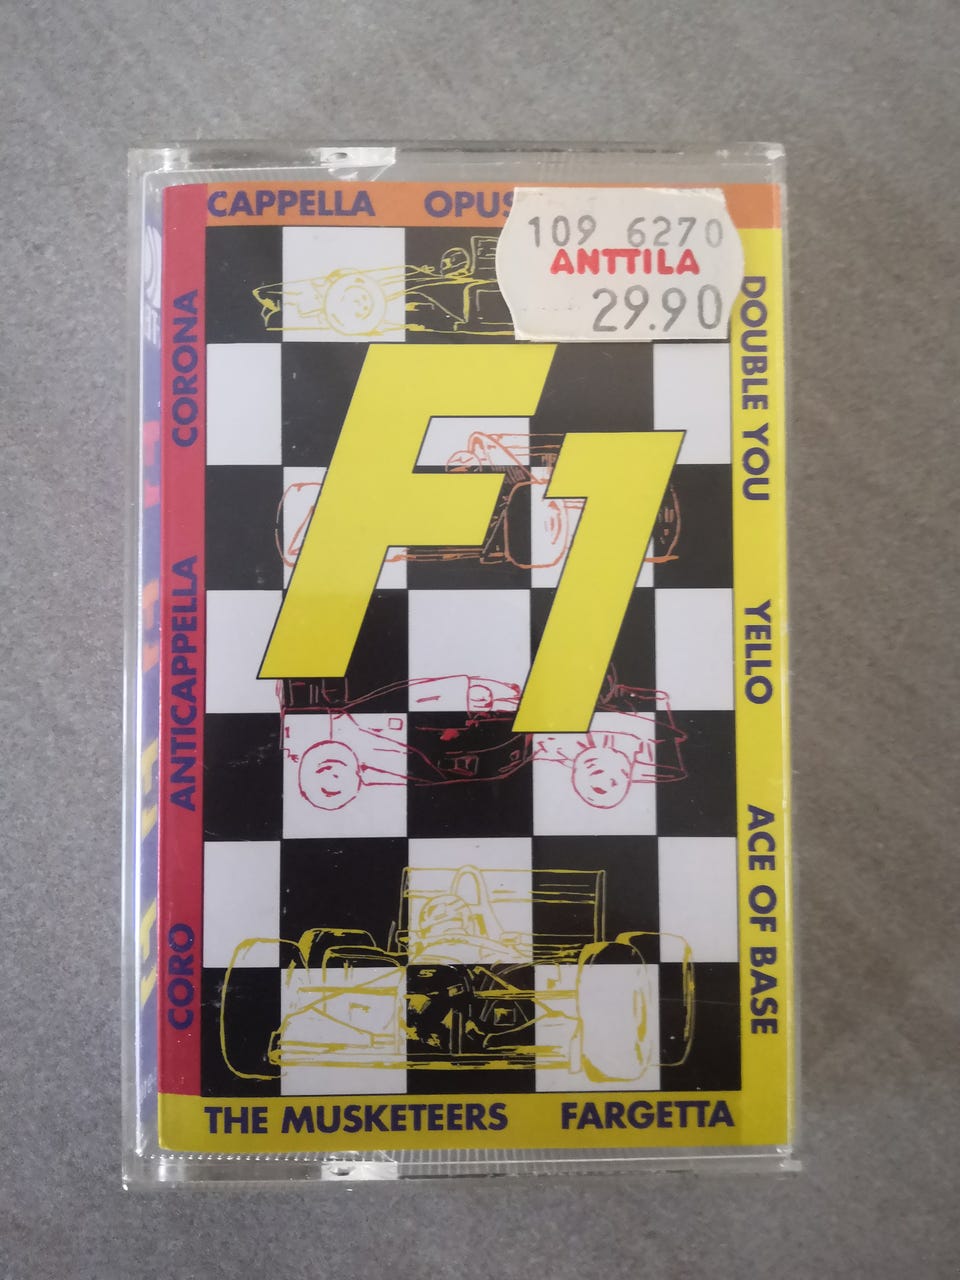 CAPPELLA OPUS
109 6270
ANTTILA
29.90
F1
CORONA
ANTICAPPELLA
CORO
DOUBLE YOU
YELLO
ACE OF BASE
THE MUSKETEERS FARGETTA